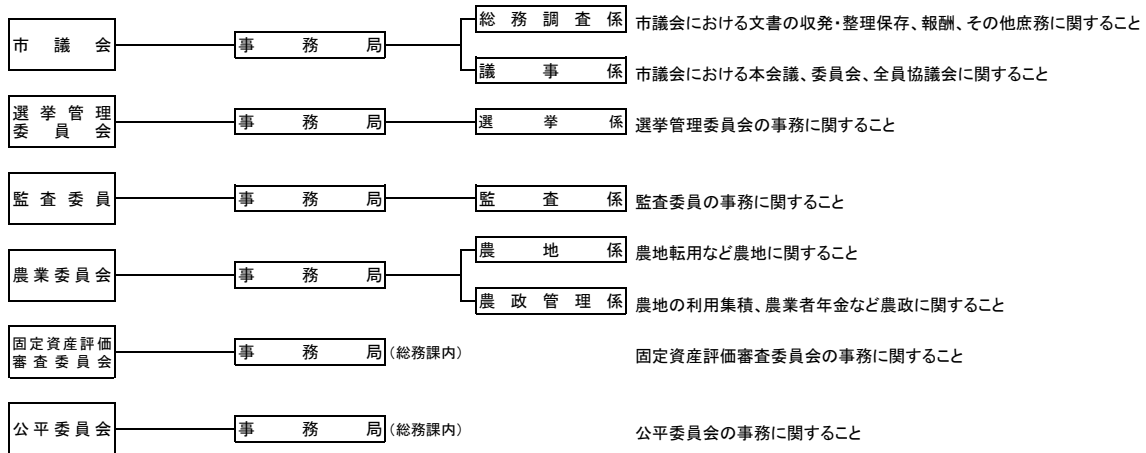 総務調査係 市議会における文書の収発・整理保存、報酬、その他庶務に関すること
市議会 事務局
議事係 市議会における本会議、委員会、全員協議会に関すること
選挙管理
委員会
事務局 選挙係 選挙管理委員会の事務に関すること
監査委員 事務局 監査係 監査委員の事務に関すること
農地係 農地転用など農地に関すること
農業委員会 事務局
農政管理係 農地の利用集積、農業者年金など農政に関すること
固定資産評価
審査委員会
事務局 (総務課内) 固定資産評価審査委員会の事務に関すること
公平委員会 事務局 (総務課内) 公平委員会の事務に関すること